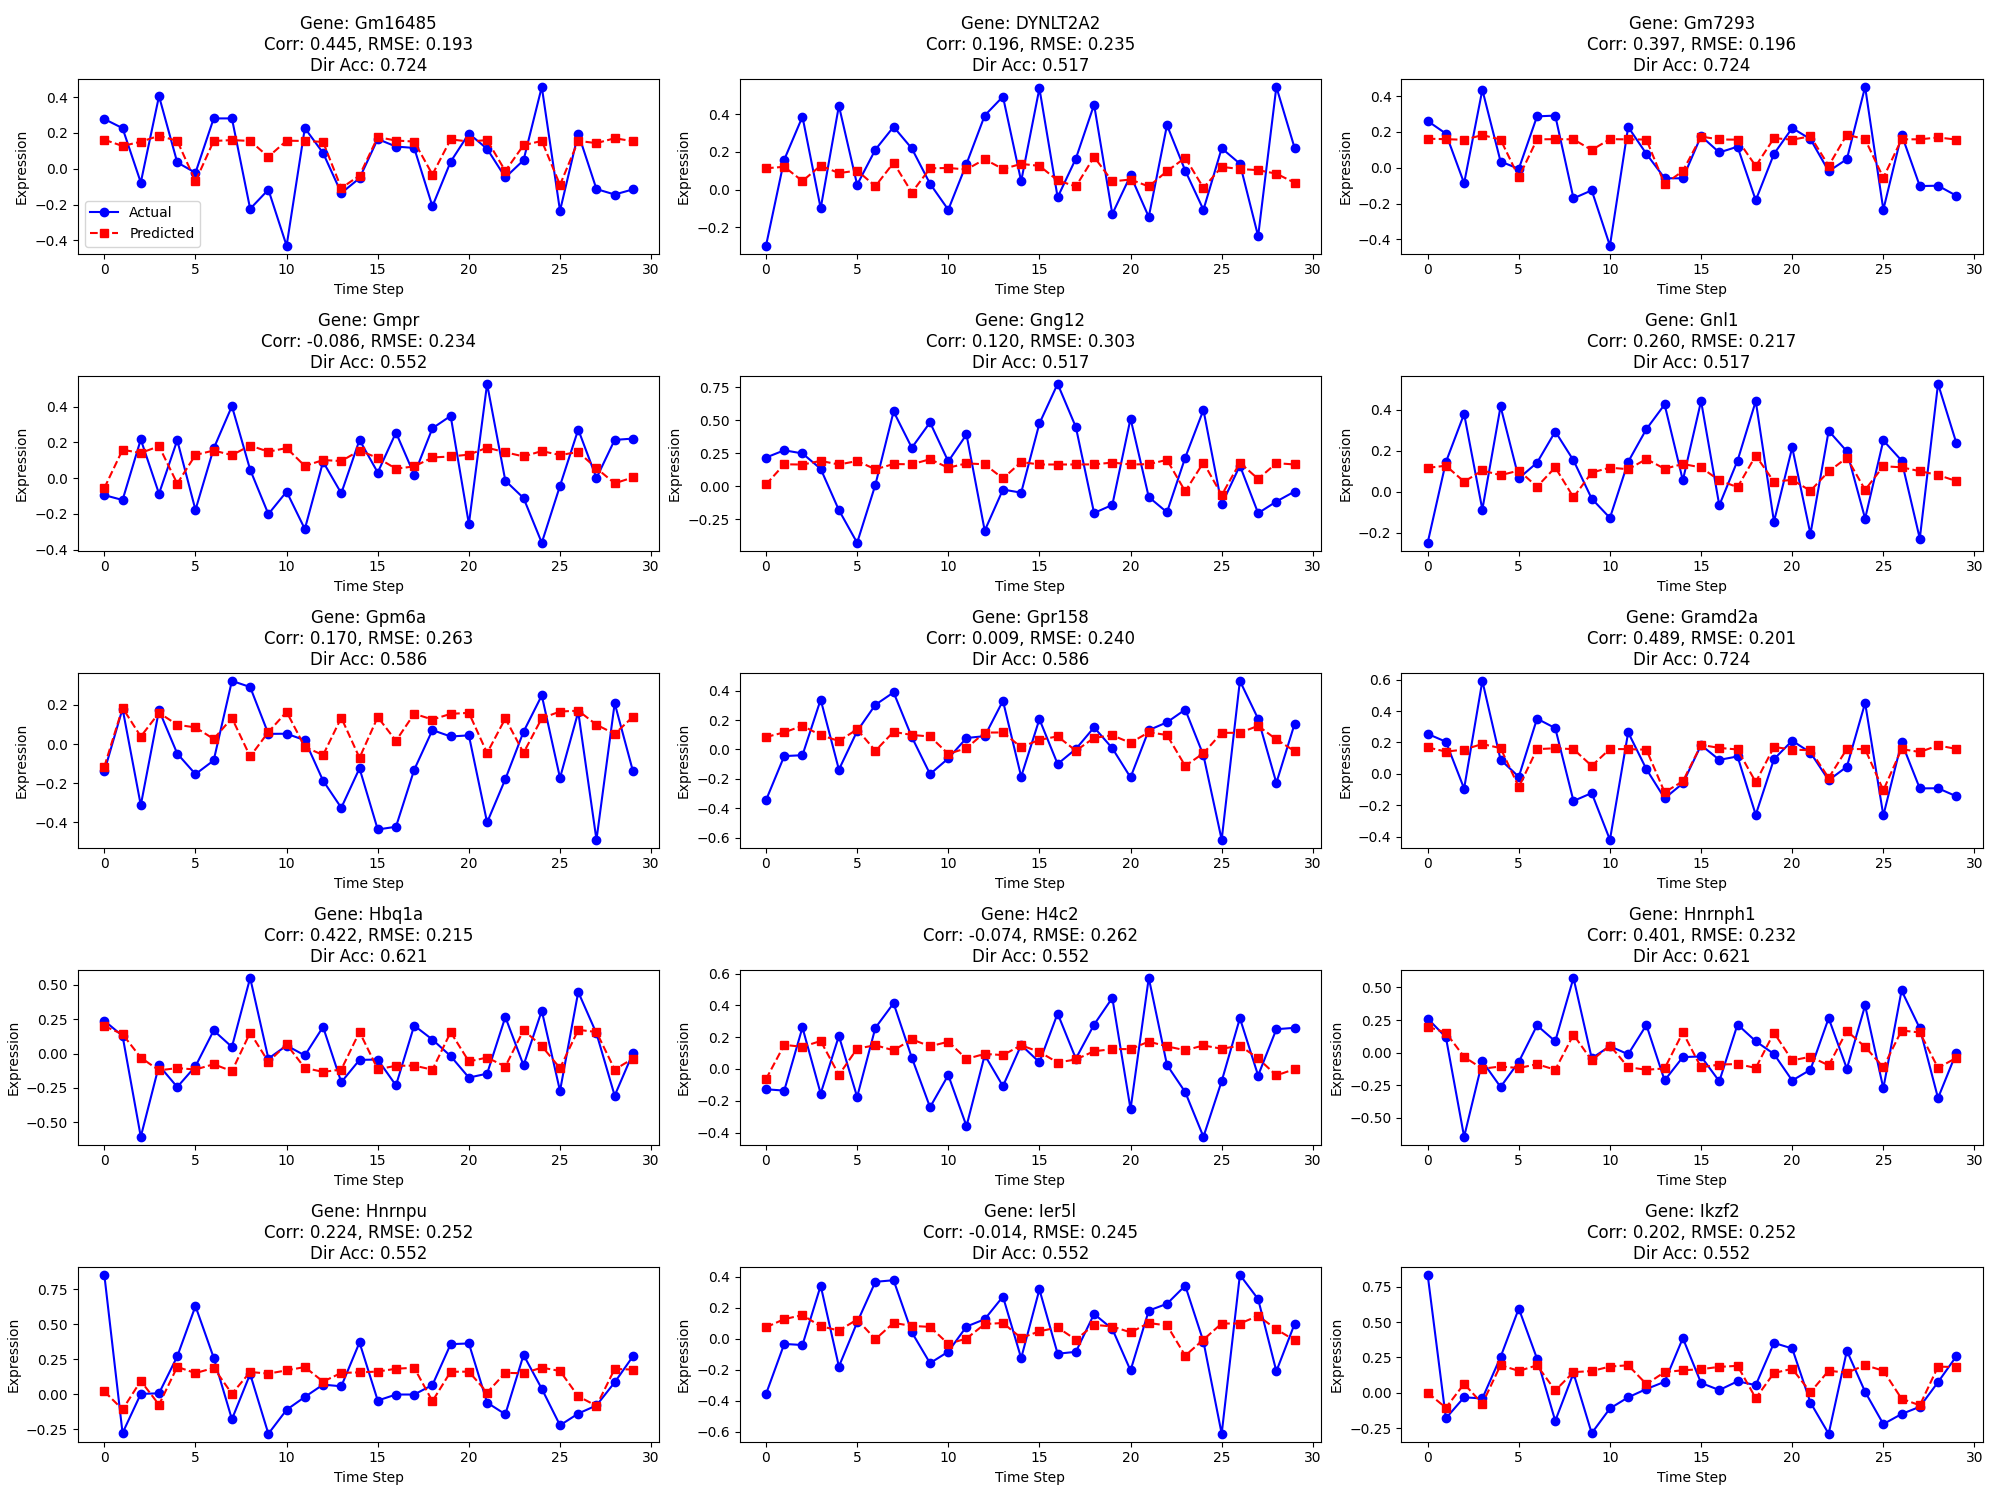 Gene: Gm16485
Corr: 0.445, RMSE: 0.193
Dir Acc: 0.724
Expression
0.4
0.2
0.0
−0.2
−0.4
Actual
Predicted
0 5 10 15 20 25 30
Time Step
Gene: DYNLT2A2
Corr: 0.196, RMSE: 0.235
Dir Acc: 0.517
Expression
0.4
0.2
0.0
−0.2
0 5 10 15 20 25 30
Time Step
Gene: Gm7293
Corr: 0.397, RMSE: 0.196
Dir Acc: 0.724
Expression
0.4
0.2
0.0
−0.2
−0.4
0 5 10 15 20 25 30
Time Step
Gene: Gmpr
Corr: -0.086, RMSE: 0.234
Dir Acc: 0.552
Expression
0.4
0.2
0.0
−0.2
−0.4
0 5 10 15 20 25 30
Time Step
Gene: Gng12
Corr: 0.120, RMSE: 0.303
Dir Acc: 0.517
Expression
0.75
0.50
0.25
0.00
−0.25
0 5 10 15 20 25 30
Time Step
Gene: Gnl1
Corr: 0.260, RMSE: 0.217
Dir Acc: 0.517
Expression
0.4
0.2
0.0
−0.2
0 5 10 15 20 25 30
Time Step
Gene: Gpm6a
Corr: 0.170, RMSE: 0.263
Dir Acc: 0.586
Expression
0.2
0.0
−0.2
−0.4
0 5 10 15 20 25 30
Time Step
Gene: Gpr158
Corr: 0.009, RMSE: 0.240
Dir Acc: 0.586
Expression
0.4
0.2
0.0
−0.2
−0.4
−0.6
0 5 10 15 20 25 30
Time Step
Gene: Gramd2a
Corr: 0.489, RMSE: 0.201
Dir Acc: 0.724
Expression
0.6
0.4
0.2
0.0
−0.2
−0.4
0 5 10 15 20 25 30
Time Step
Gene: Hbq1a
Corr: 0.422, RMSE: 0.215
Dir Acc: 0.621
Expression
0.50
0.25
0.00
−0.25
−0.50
0 5 10 15 20 25 30
Time Step
Gene: H4c2
Corr: -0.074, RMSE: 0.262
Dir Acc: 0.552
Expression
0.6
0.4
0.2
0.0
−0.2
−0.4
0 5 10 15 20 25 30
Time Step
Gene: Hnrnph1
Corr: 0.401, RMSE: 0.232
Dir Acc: 0.621
Expression
0.50
0.25
0.00
−0.25
−0.50
0 5 10 15 20 25 30
Time Step
Gene: Hnrnpu
Corr: 0.224, RMSE: 0.252
Dir Acc: 0.552
Expression
0.75
0.50
0.25
0.00
−0.25
0 5 10 15 20 25 30
Time Step
Gene: Ier5l
Corr: -0.014, RMSE: 0.245
Dir Acc: 0.552
Expression
0.4
0.2
0.0
−0.2
−0.4
−0.6
0 5 10 15 20 25 30
Time Step
Gene: Ikzf2
Corr: 0.202, RMSE: 0.252
Dir Acc: 0.552
Expression
0.75
0.50
0.25
0.00
−0.25
0 5 10 15 20 25 30
Time Step